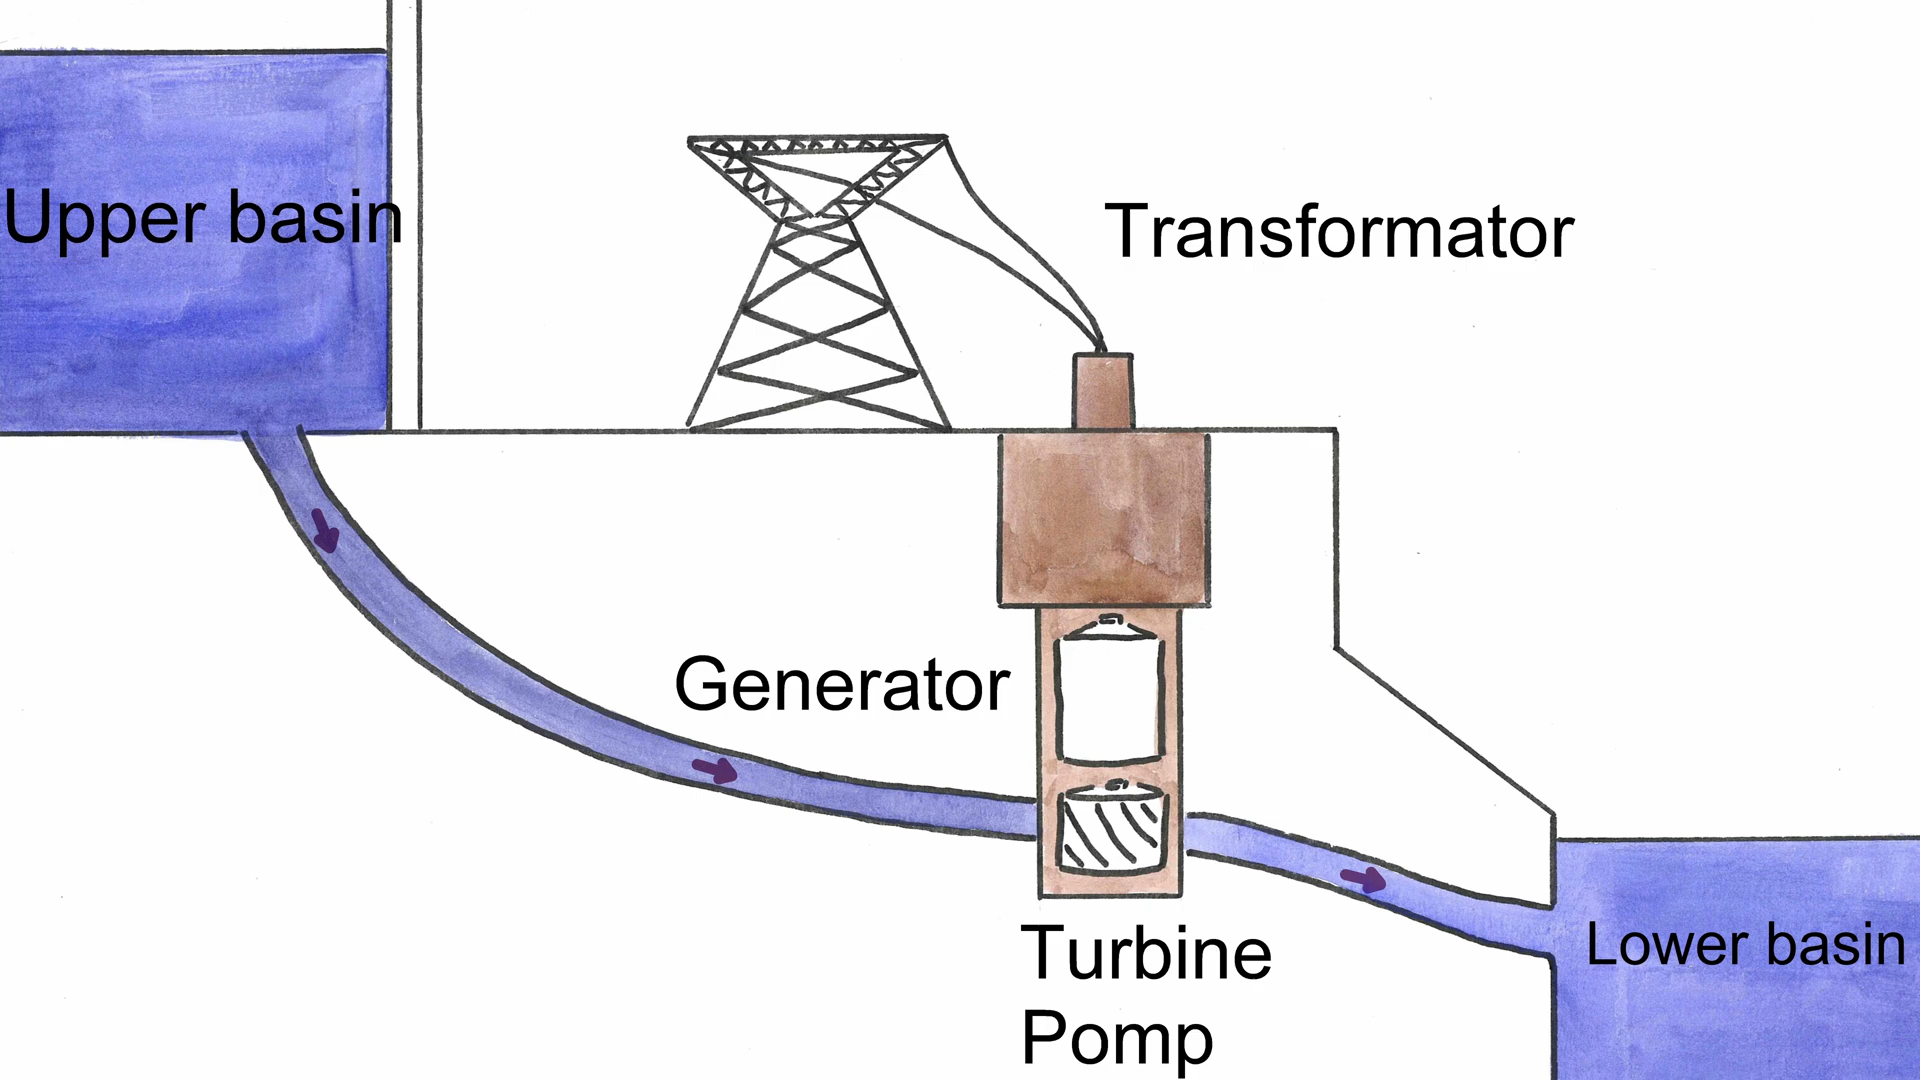 Upper basin
Transformator
Generator
Turbine
Pomp
Lower basin